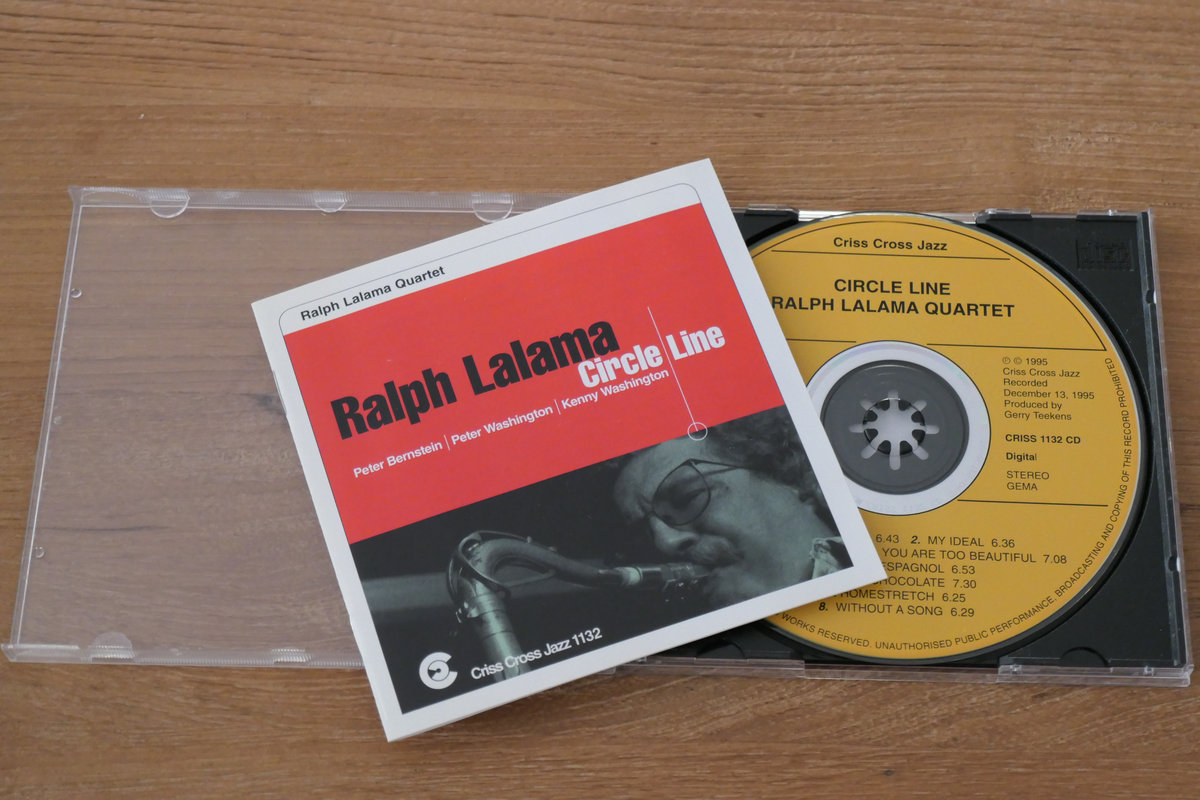 Ralph Lalama Quartet
Ralph Lalama
Circle Line
Peter Bernstein | Peter Washington | Kenny Washington
Criss Cross Jazz 1132
Criss Cross Jazz
CIRCLE LINE
RALPH LALAMA QUARTET
℗ © 1995
Criss Cross Jazz
Recorded
December 13, 1995
Produced by
Gerry Teekens
CRISS 1132 CD
Digital
STEREO
GEMA
6.43 2. MY IDEAL 6.36
YOU ARE TOO BEAUTIFUL 7.08
ESPAGNOL 6.53
7.30
HOMESTRETCH 6.25
8. WITHOUT A SONG 6.29
WORKS RESERVED. UNAUTHORISED PUBLIC PERFORMANCE, BROADCASTING AND COPYING OF THIS RECORD PROHIBITED